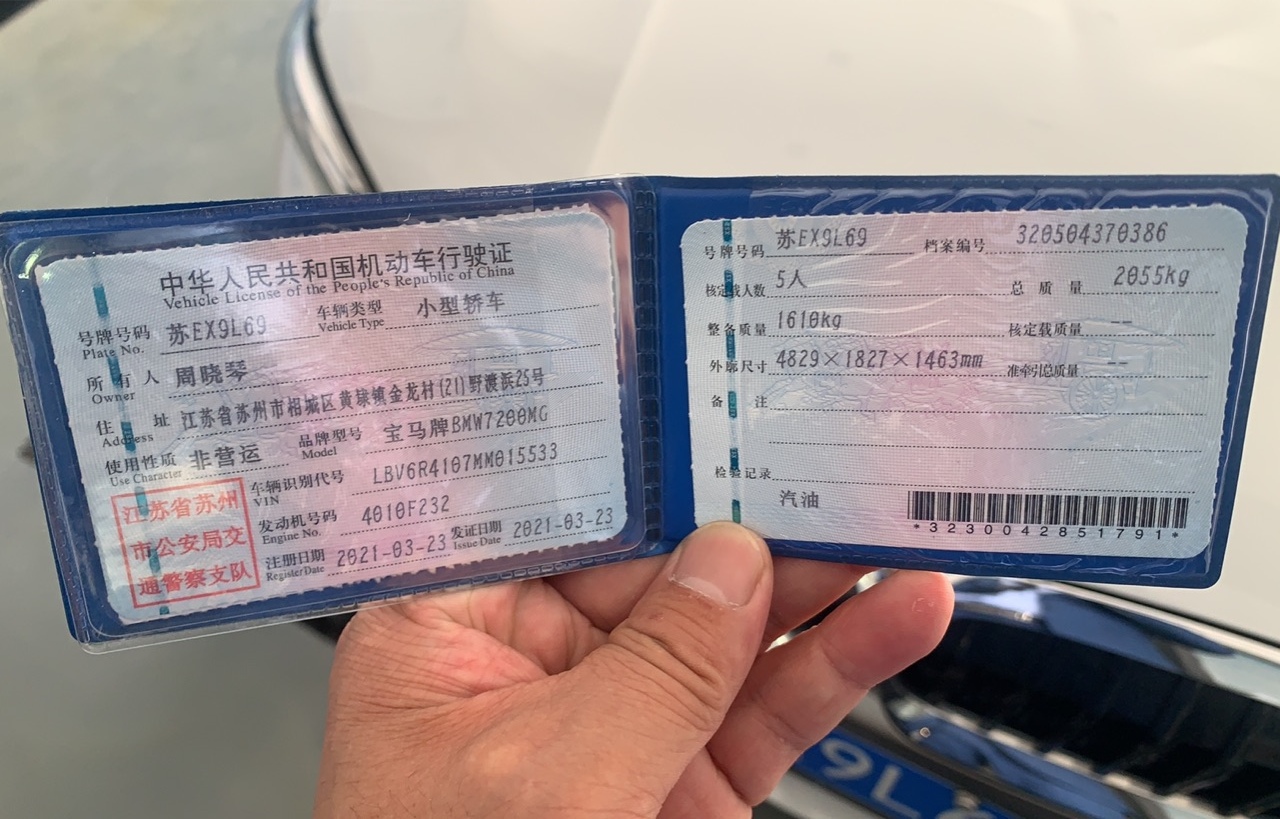 中华人民共和国机动车行驶证
Vehicle License of the People's Republic of China
号牌号码 苏EX9L69 车辆类型 小型轿车
Plate No. Vehicle Type
所有人 周晓琴
Owner
住址 江苏省苏州市相城区黄埭镇金龙村(21)野渡浜25号
Address
使用性质 非营运 品牌型号 宝马牌BMW7200MG
Use Character Model
车辆识别代号 LBV6R4107MM015533
VIN
发动机号码 4010F232
Engine No.
注册日期 2021-03-23 发证日期 2021-03-23
Register Date Issue Date
江苏省苏州
市公安局交
通警察支队
号牌号码 苏EX9L69 档案编号 320504370386
核定载人数 5人 总质量 2055kg
整备质量 1610kg 核定载质量 --
外廓尺寸 4829×1827×1463mm 准牵引总质量 --
备注
检验记录
汽油
*3230042851791*
9L